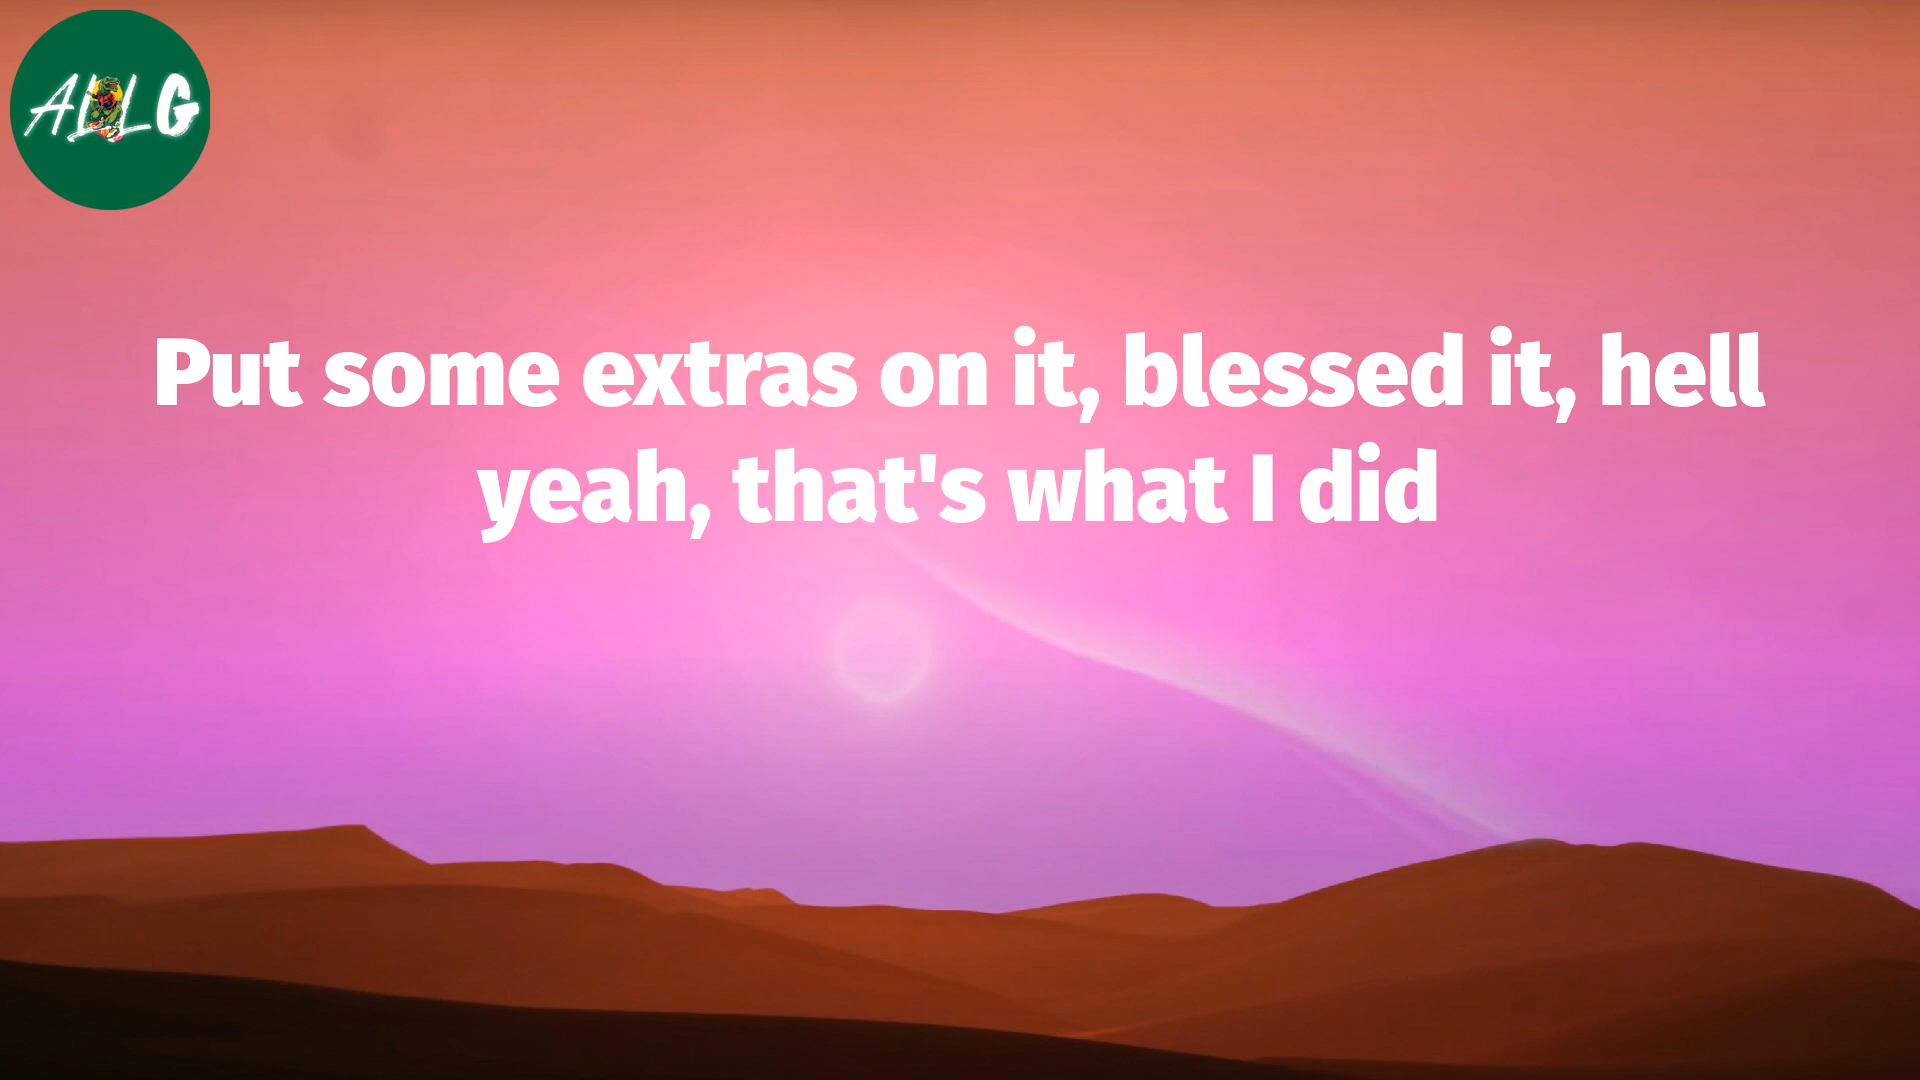 ALLG
Put some extras on it, blessed it, hell
yeah, that's what I did